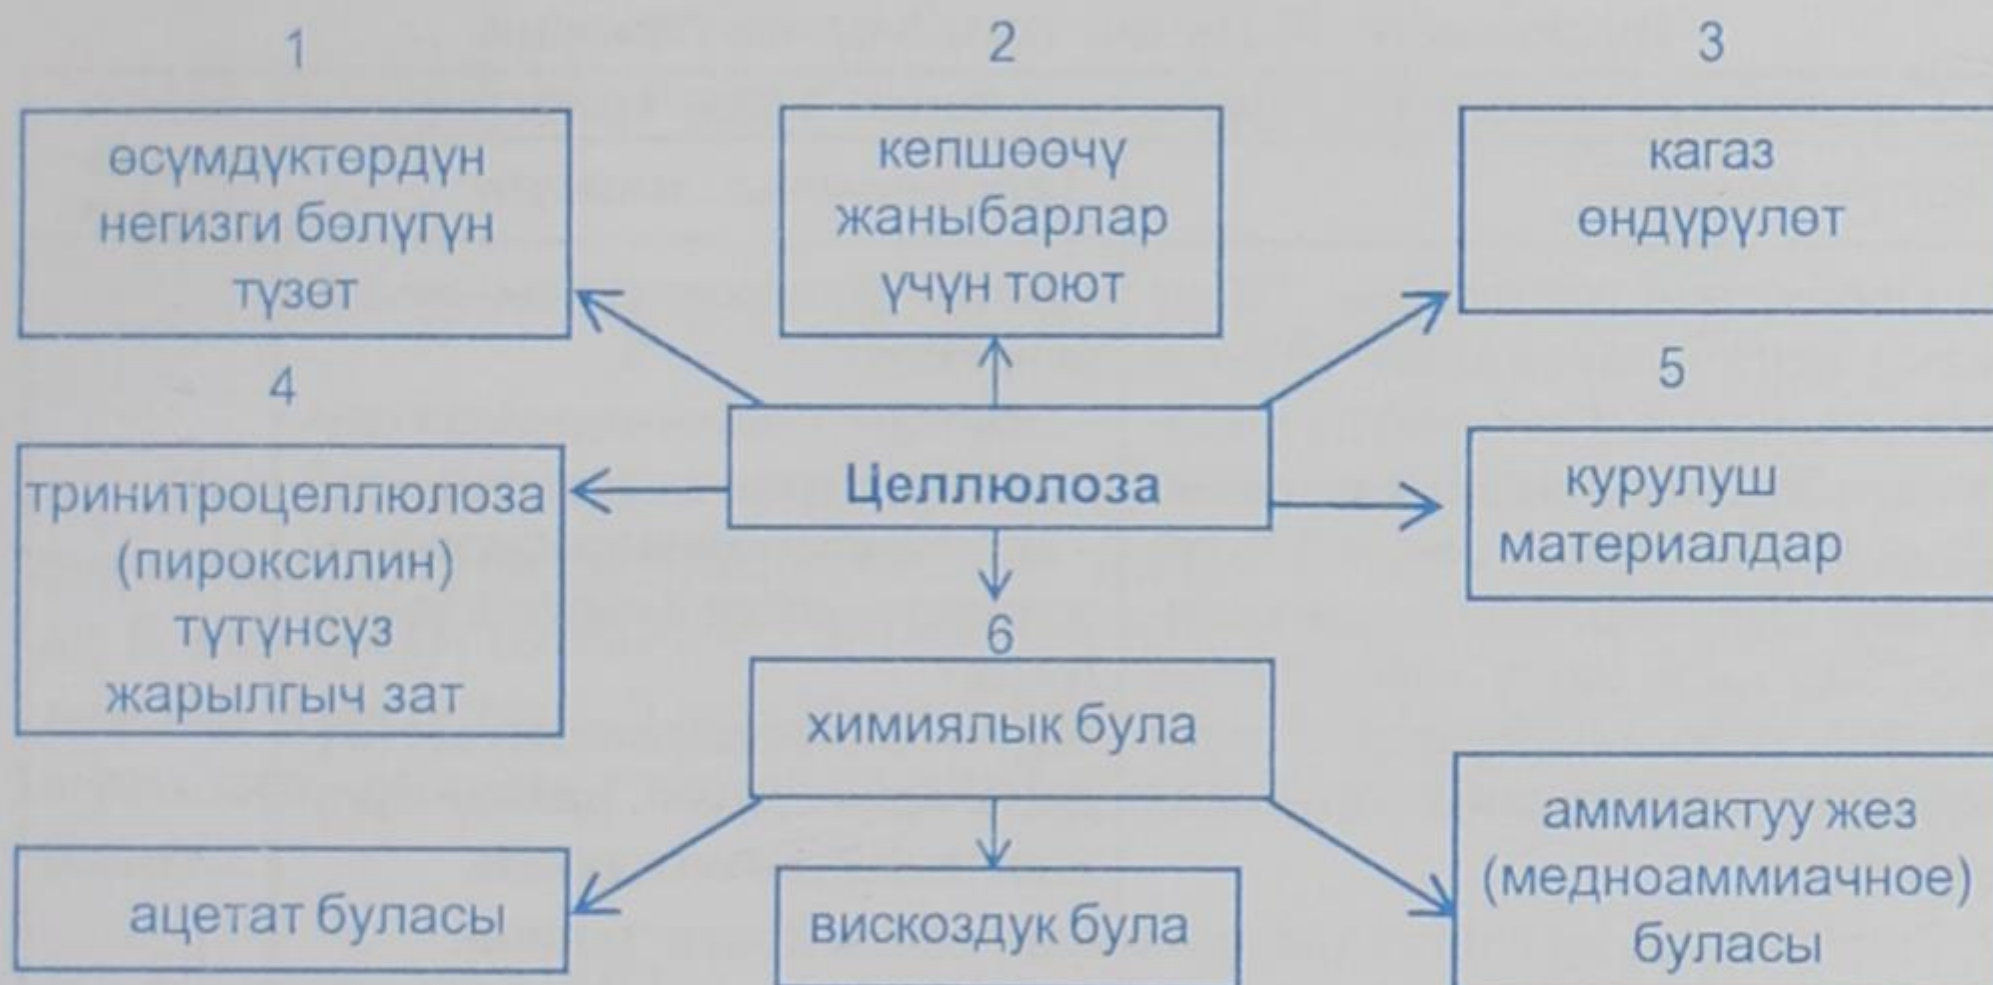 1
өсүмдүктөрдүн
негизги бөлүгүн
түзөт
2
кепшөөчү
жаныбарлар
үчүн тоют
3
кагаз
өндүрүлөт
4
тринитроцеллюлоза
(пироксилин)
түтүнсүз
жарылгыч зат
Целлюлоза
5
курулуш
материалдар
6
химиялык була
ацетат буласы
вискоздук була
аммиактуу жез
(медноаммиачное)
буласы